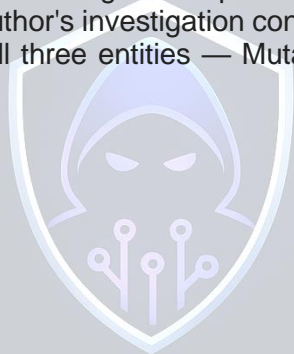 uthor's investigation con
ll three entities — Muta